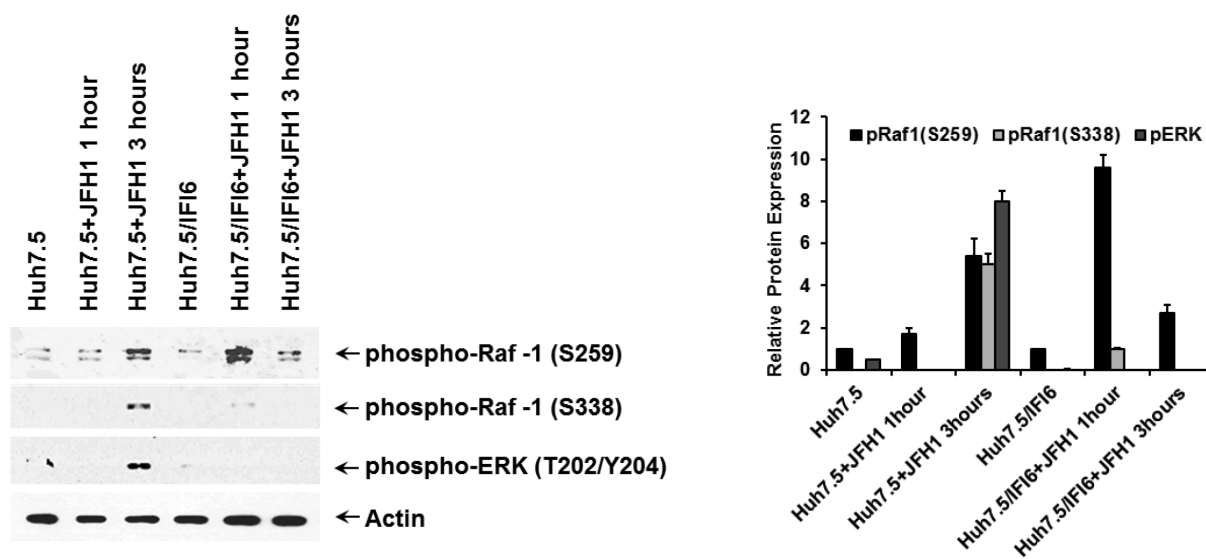 Huh7.5
Huh7.5+JFH1 1 hour
Huh7.5+JFH1 3 hours
Huh7.5/IFI6
Huh7.5/IFI6+JFH1 1 hour
Huh7.5/IFI6+JFH1 3 hours
phospho-Raf -1 (S259)
phospho-Raf -1 (S338)
phospho-ERK (T202/Y204)
Actin
Relative Protein Expression
12
10
8
6
4
2
0
pRaf1(S259) pRaf1(S338) pERK
Huh7.5
Huh7.5+JFH1 1hour
Huh7.5+JFH1 3hours
Huh7.5/IFI6
Huh7.5/IFI6+JFH1 1hour
Huh7.5/IFI6+JFH1 3hours